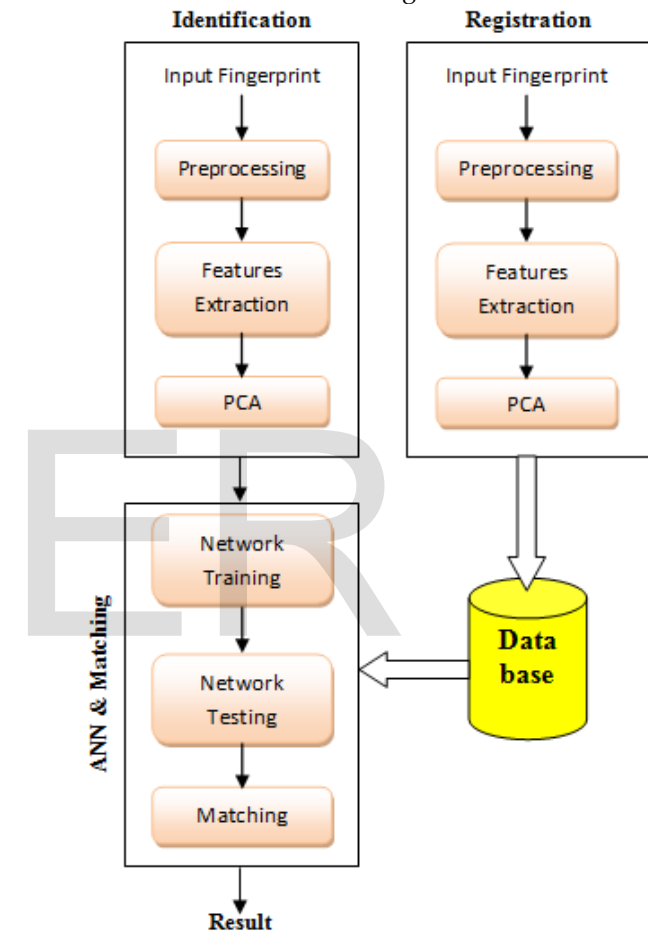 Identification
Input Fingerprint
Preprocessing
Features
Extraction
PCA
Registration
Input Fingerprint
Preprocessing
Features
Extraction
PCA
ANN & Matching
Network
Training
Network
Testing
Matching
Data
base
Result
ER